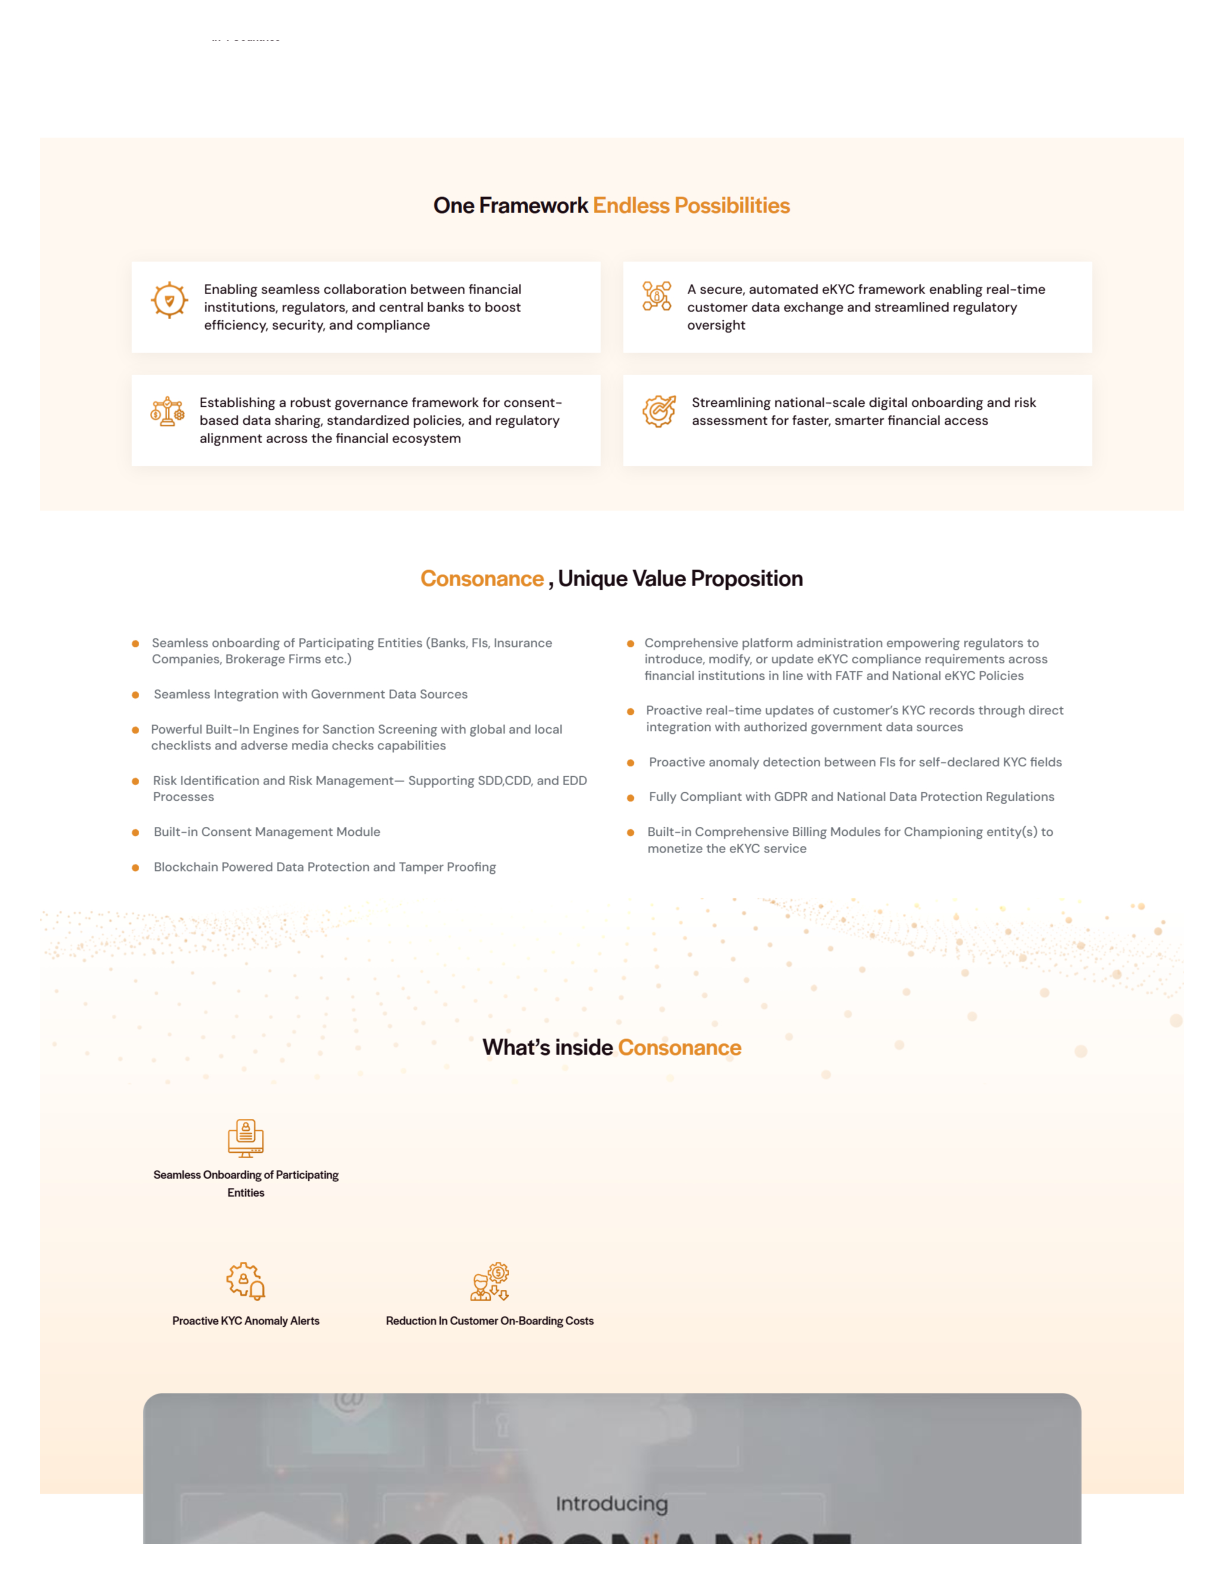 One Framework Endless Possibilities
Enabling seamless collaboration between financial
institutions, regulators, and central banks to boost
efficiency, security, and compliance
A secure, automated eKYC framework enabling real-time
customer data exchange and streamlined regulatory
oversight
Establishing a robust governance framework for consent-
based data sharing, standardized policies, and regulatory
alignment across the financial ecosystem
Streamlining national-scale digital onboarding and risk
assessment for faster, smarter financial access
Consonance , Unique Value Proposition
Seamless onboarding of Participating Entities (Banks, FIs, Insurance
Companies, Brokerage Firms etc.)
Seamless Integration with Government Data Sources
Powerful Built-In Engines for Sanction Screening with global and local
checklists and adverse media checks capabilities
Risk Identification and Risk Management— Supporting SDD,CDD, and EDD
Processes
Built-in Consent Management Module
Blockchain Powered Data Protection and Tamper Proofing
Comprehensive platform administration empowering regulators to
introduce, modify, or update eKYC compliance requirements across
financial institutions in line with FATF and National eKYC Policies
Proactive real-time updates of customer's KYC records through direct
integration with authorized government data sources
Proactive anomaly detection between FIs for self-declared KYC fields
Fully Compliant with GDPR and National Data Protection Regulations
Built-in Comprehensive Billing Modules for Championing entity(s) to
monetize the eKYC service
What's inside Consonance
Seamless Onboarding of Participating
Entities
Proactive KYC Anomaly Alerts
Reduction In Customer On-Boarding Costs
Introducing
CONSONANCE